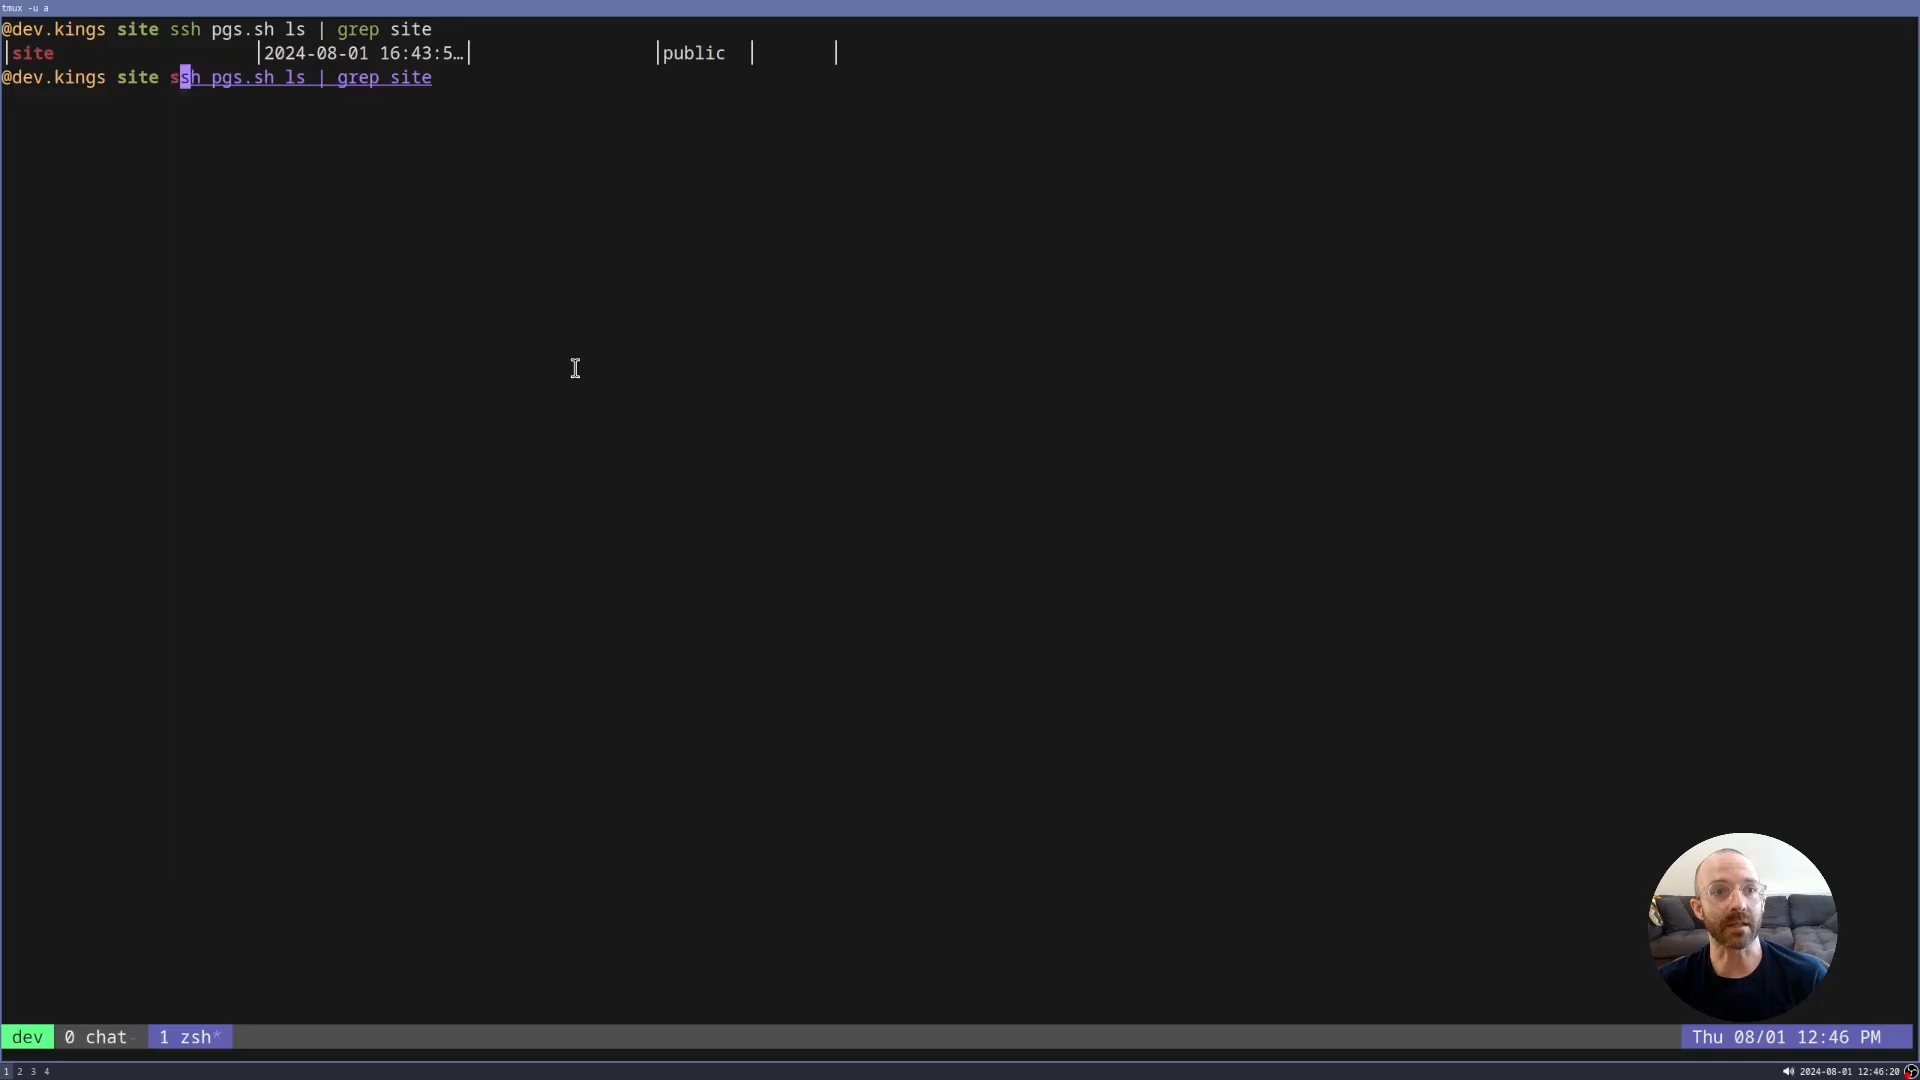 tmux -u a
@dev.kings site ssh pgs.sh ls | grep site
│site │2024-08-01 16:43:5…│ │public │ │
@dev.kings site ssh pgs.sh ls | grep site
dev 0 chat- 1 zsh* Thu 08/01 12:46 PM
1 2 3 4 2024-08-01 12:46:20